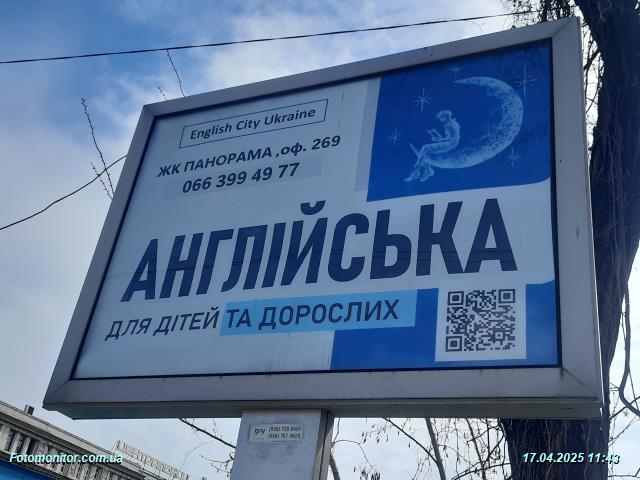 English City Ukraine
ЖК ПАНОРАМА ,оф. 269
066 399 49 77
АНГЛІЙСЬКА
ДЛЯ ДІТЕЙ ТА ДОРОСЛИХ
Fotomonitor.com.ua
17.04.2025 11:43